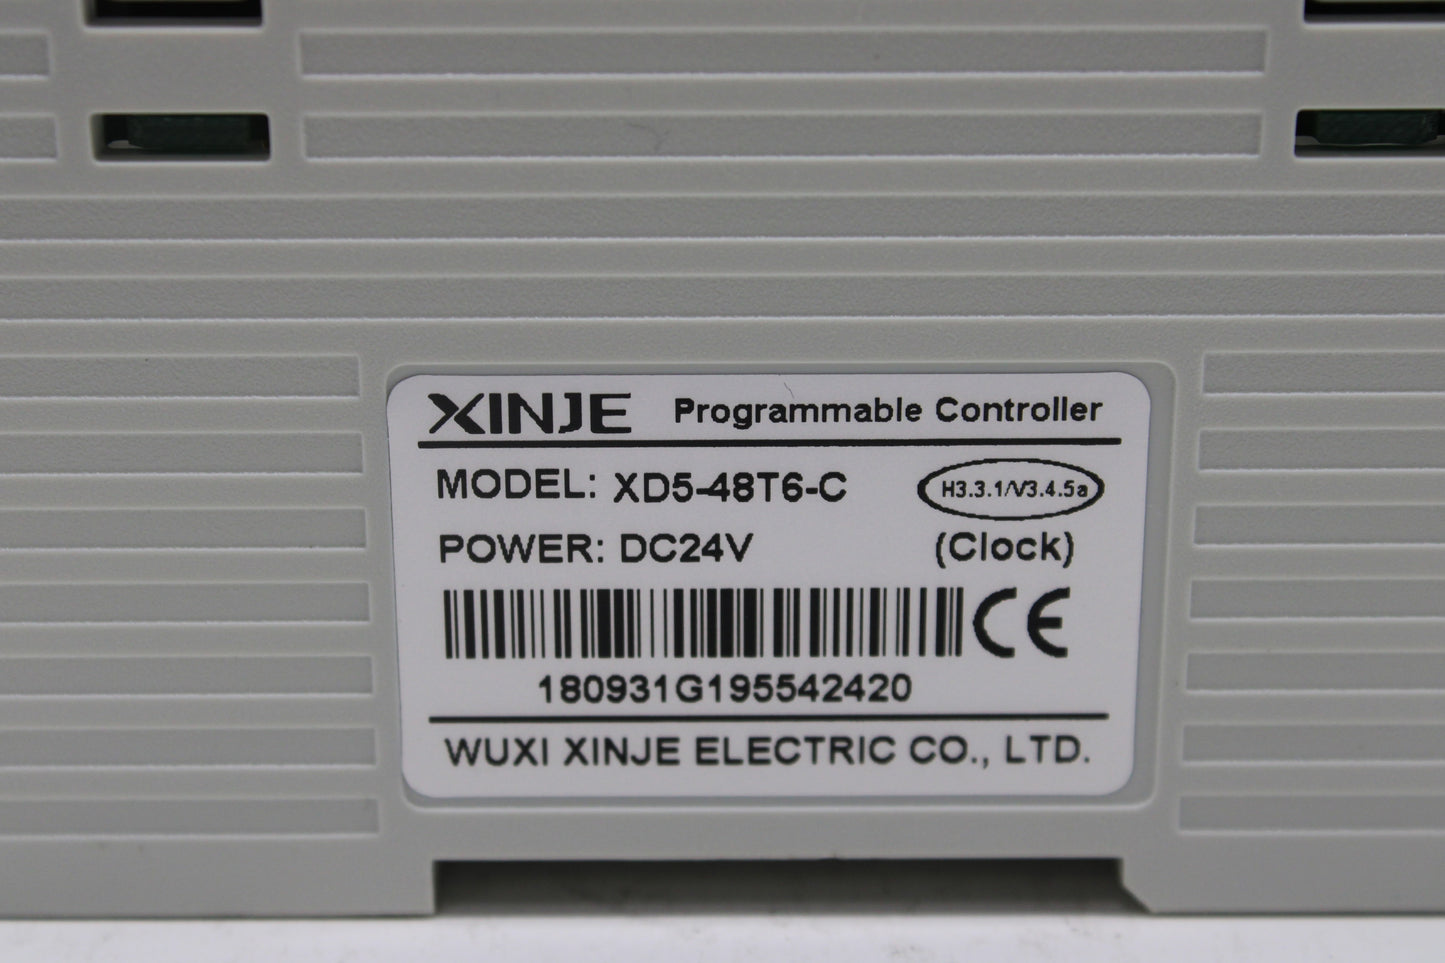 XINJE Programmable Controller
MODEL: XD5-48T6-C H3.3.1/V3.4.5a
POWER: DC24V (Clock)
CE
180931G195542420
WUXI XINJE ELECTRIC CO., LTD.